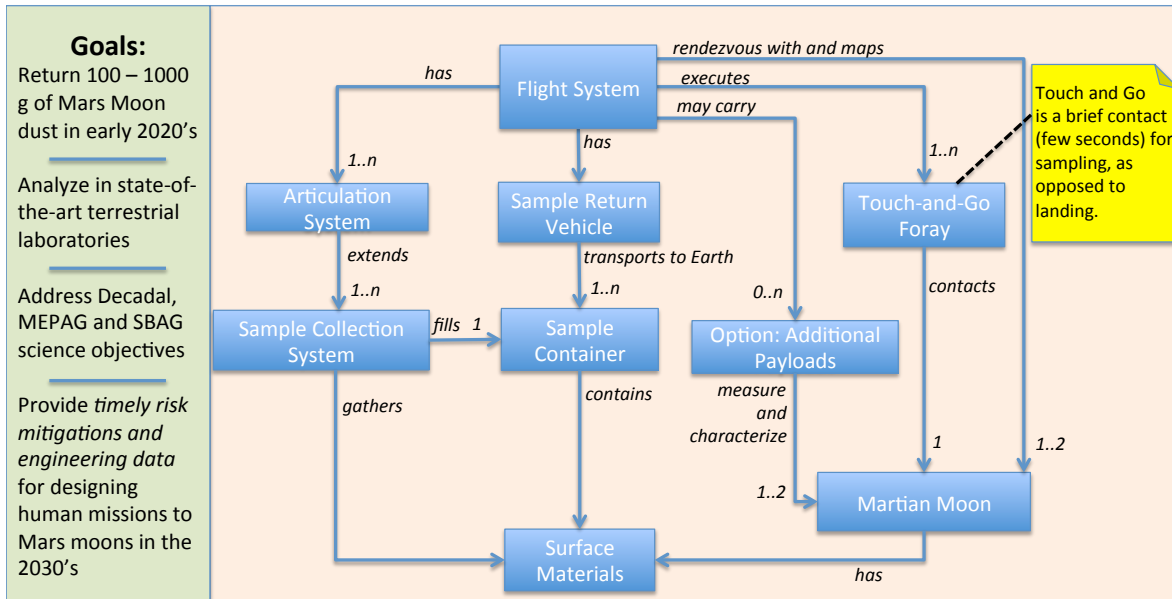 Goals:
Return 100 – 1000
g of Mars Moon
dust in early 2020's
Analyze in state-of-
the-art terrestrial
laboratories
Address Decadal,
MEPAG and SBAG
science objectives
Provide timely risk
mitigations and
engineering data
for designing
human missions to
Mars moons in the
2030's
Flight System
has
rendezvous with and maps
executes
may carry
has
1..n
1..n
Touch and Go
is a brief contact
(few seconds) for
sampling, as
opposed to
landing.
Articulation
System
Sample Return
Vehicle
Touch-and-Go
Foray
extends
transports to Earth
contacts
1..n
1..n
0..n
Sample Collection
System
fills
1
Sample
Container
Option: Additional
Payloads
gathers
contains
measure
and
characterize
1
1..2
1..2
Martian Moon
Surface
Materials
has